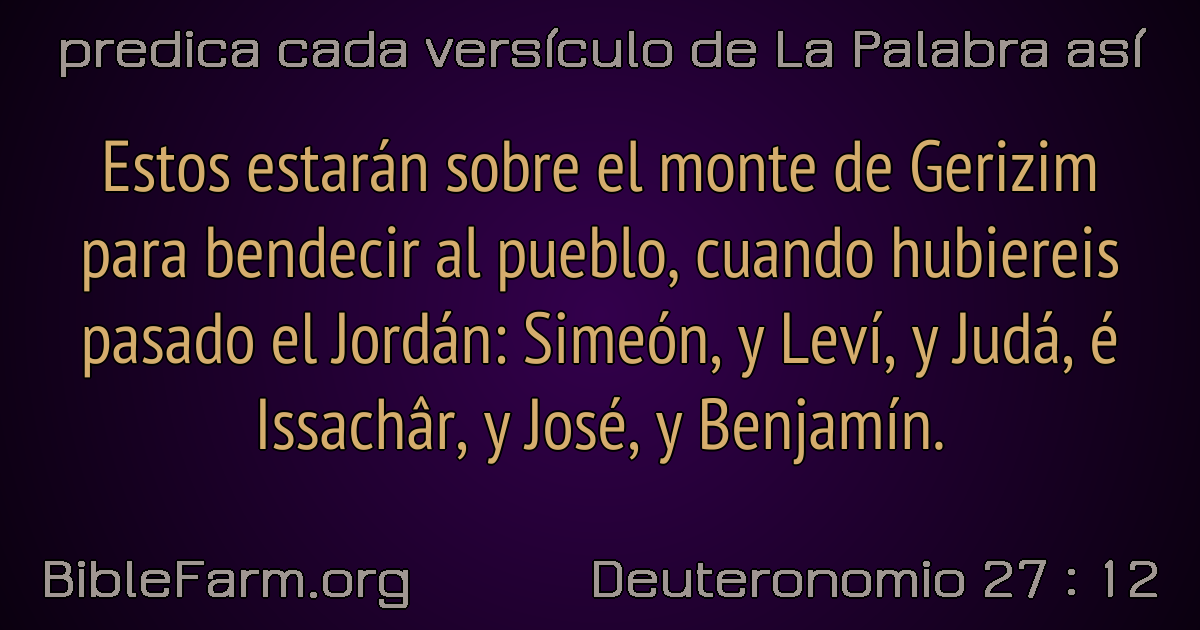 predica cada versículo de La Palabra así
Estos estarán sobre el monte de Gerizim
para bendecir al pueblo, cuando hubiereis
pasado el Jordán: Simeón, y Leví, y Judá, é
Issachâr, y José, y Benjamín.
BibleFarm.org
Deuteronomio 27 : 12